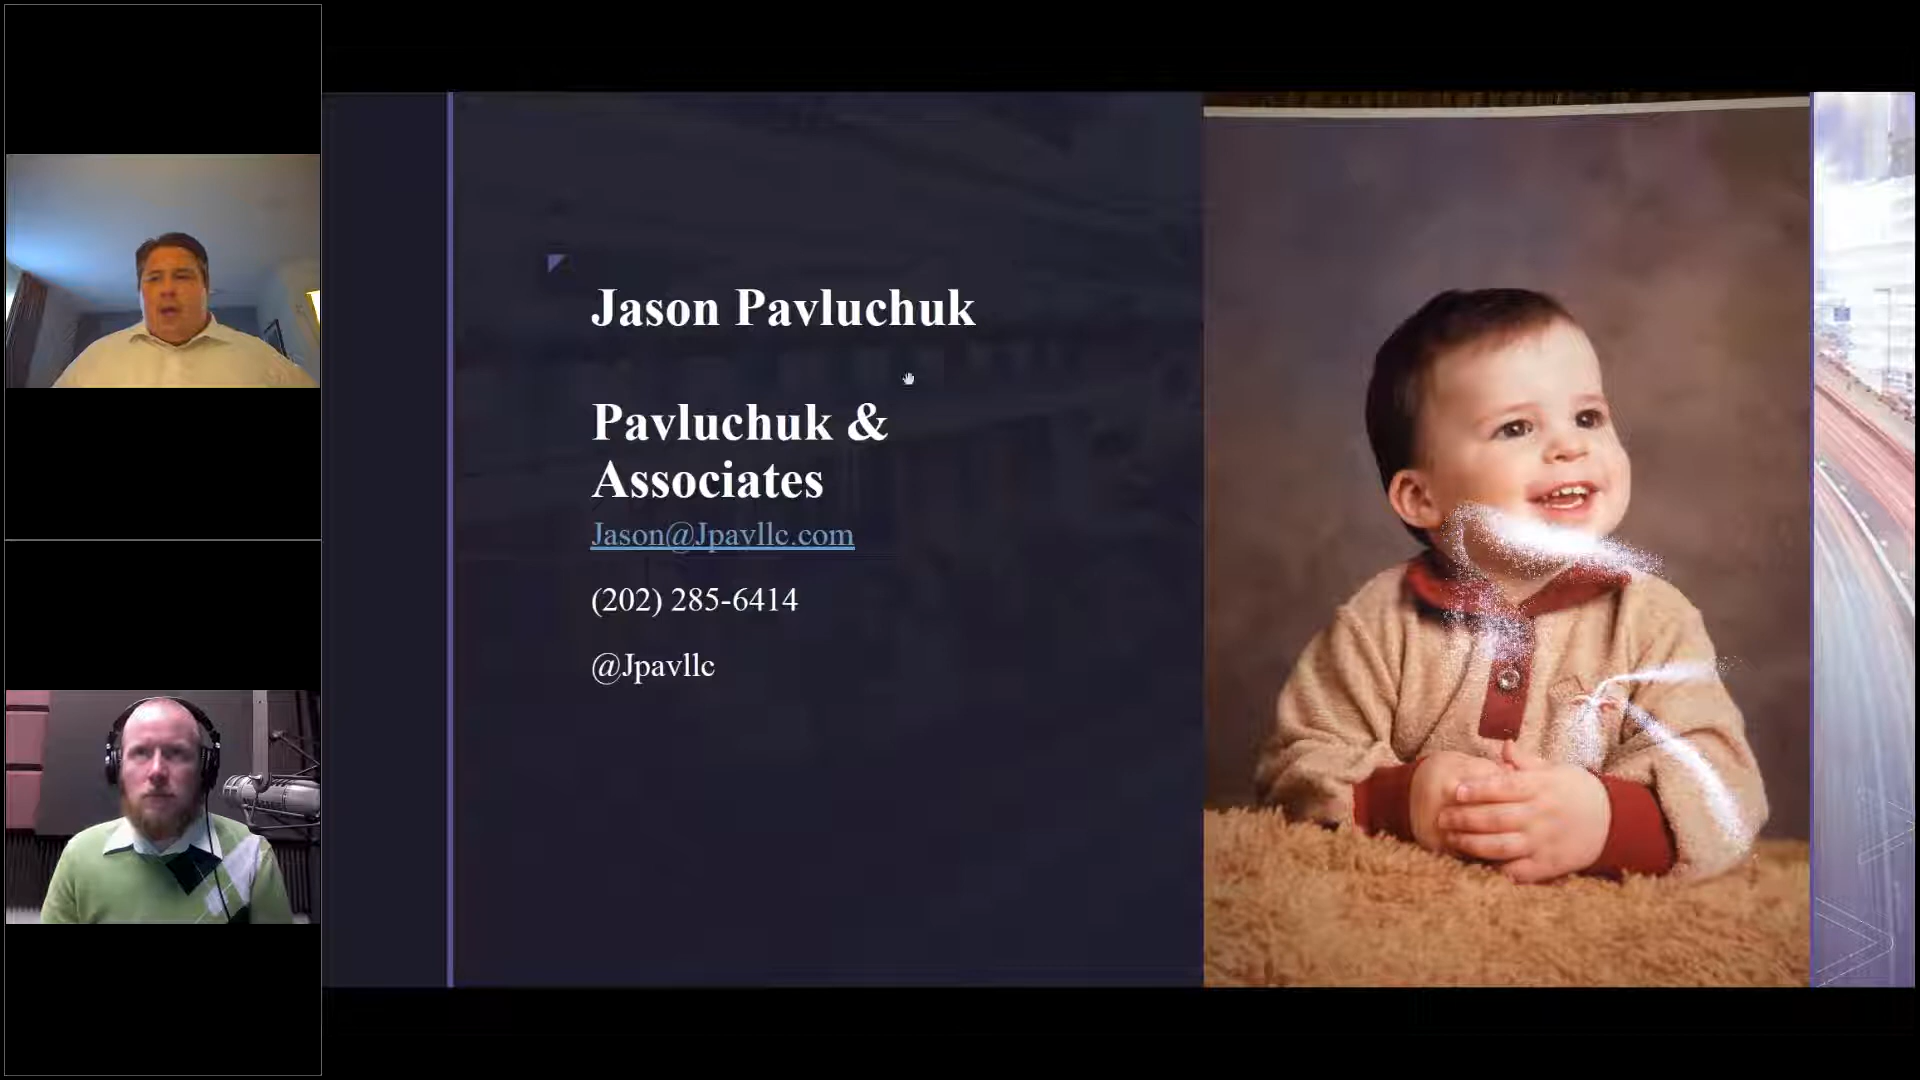 Jason Pavluchuk
Pavluchuk &
Associates
Jason@Jpavllc.com
(202) 285-6414
@Jpavllc